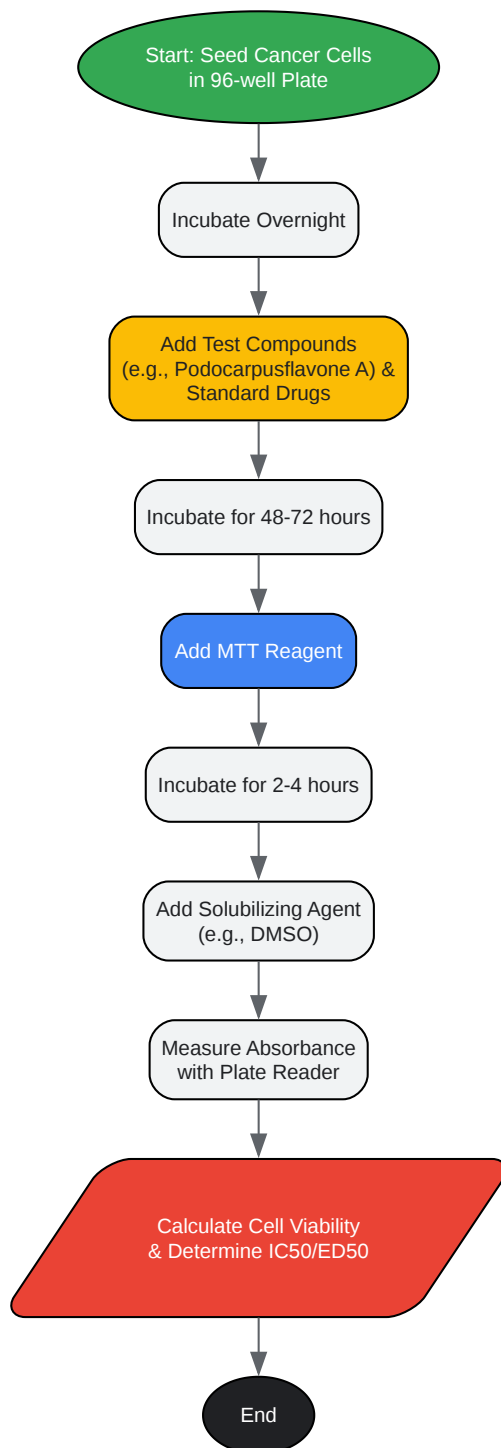 Start: Seed Cancer Cells
in 96-well Plate
Incubate Overnight
Add Test Compounds
(e.g., Podocarpusflavone A) &
Standard Drugs
Incubate for 48-72 hours
Add MTT Reagent
Incubate for 2-4 hours
Add Solubilizing Agent
(e.g., DMSO)
Measure Absorbance
with Plate Reader
Calculate Cell Viability
& Determine IC50/ED50
End